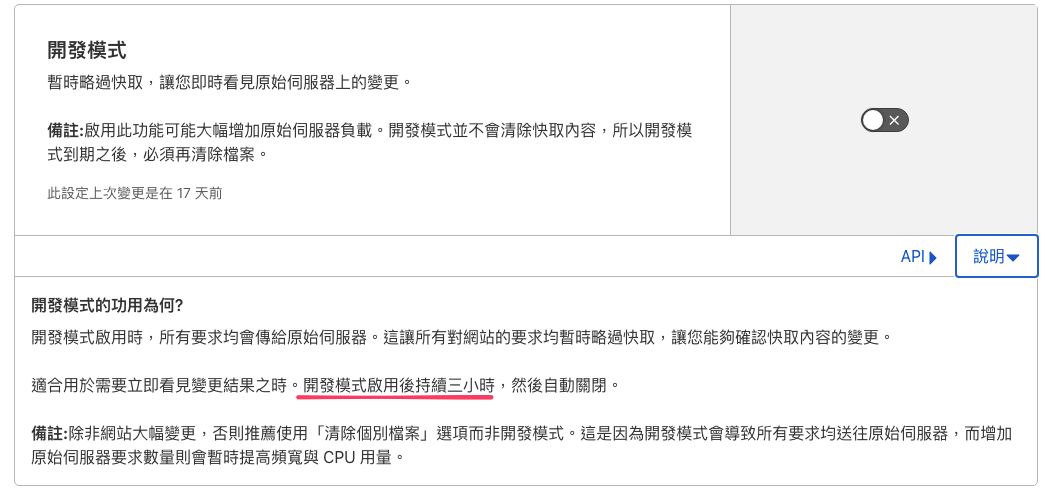 開發模式
暫時略過快取，讓您即時看見原始伺服器上的變更。
備註:啟用此功能可能大幅增加原始伺服器負載。開發模式並不會清除快取內容，所以開發模
式到期之後，必須再清除檔案。
此設定上次變更是在 17 天前
API
說明
開發模式的功用為何?
開發模式啟用時，所有要求均會傳給原始伺服器。這讓所有對網站的要求均暫時略過快取，讓您能夠確認快取內容的變更。
適合用於需要立即看見變更結果之時。開發模式啟用後持續三小時，然後自動關閉。
備註:除非網站大幅變更，否則推薦使用「清除個別檔案」選項而非開發模式。這是因為開發模式會導致所有要求均送往原始伺服器，而增加
原始伺服器要求數量則會暫時提高頻寬與 CPU 用量。